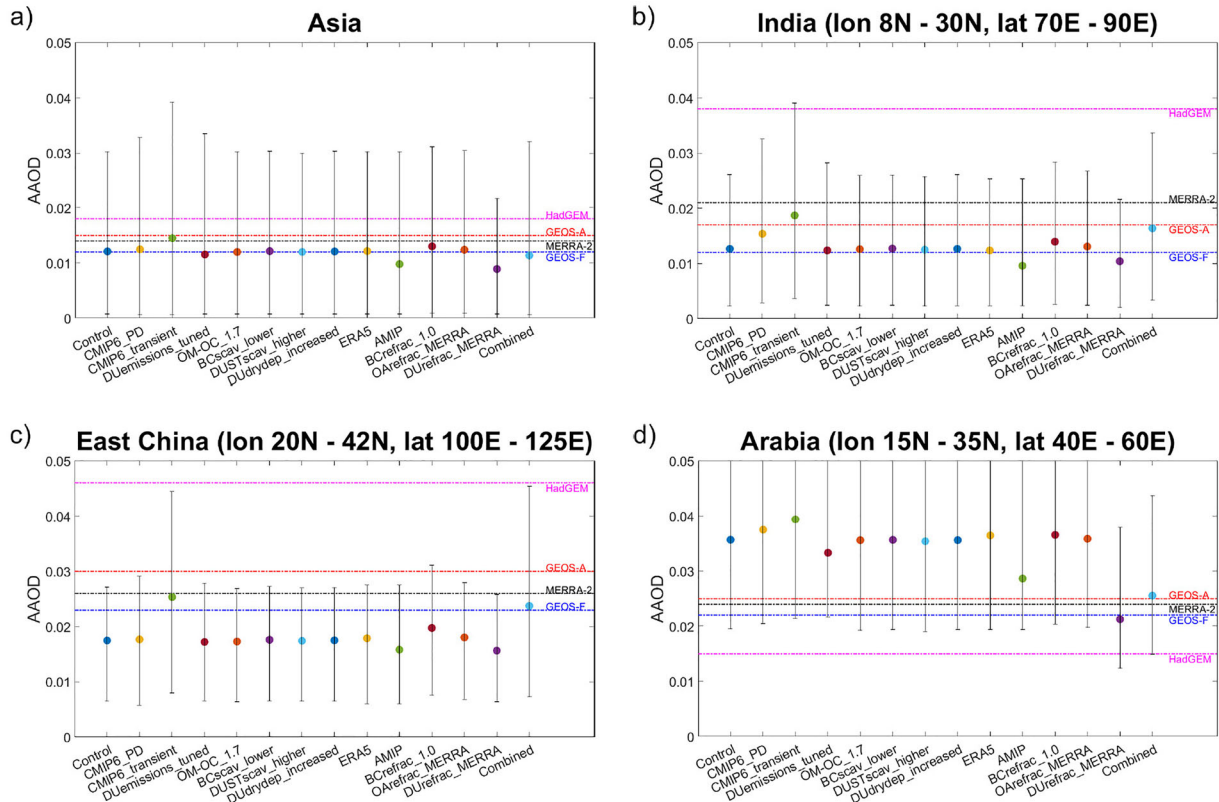 a)
Asia
AAOD
0.05
0.04
0.03
0.02
0.01
0
HadGEM
GEOS-A
MERRA-2
GEOS-F
Control
CMIP6_PD
CMIP6_transient
DUemissions_tuned
OM-OC_1.7
BCscav_lower
DUSTscav_higher
DUdrydep_increased
ERA5
AMIP
BCrefrac_1.0
OArefrac_MERRA
DUrefrac_MERRA
Combined
b)
India (lon 8N - 30N, lat 70E - 90E)
AAOD
0.05
0.04
0.03
0.02
0.01
0
HadGEM
MERRA-2
GEOS-A
GEOS-F
Control
CMIP6_PD
CMIP6_transient
DUemissions_tuned
OM-OC_1.7
BCscav_lower
DUSTscav_higher
DUdrydep_increased
ERA5
AMIP
BCrefrac_1.0
OArefrac_MERRA
DUrefrac_MERRA
Combined
c)
East China (lon 20N - 42N, lat 100E - 125E)
AAOD
0.05
0.04
0.03
0.02
0.01
0
HadGEM
GEOS-A
MERRA-2
GEOS-F
Control
CMIP6_PD
CMIP6_transient
DUemissions_tuned
OM-OC_1.7
BCscav_lower
DUSTscav_higher
DUdrydep_increased
ERA5
AMIP
BCrefrac_1.0
OArefrac_MERRA
DUrefrac_MERRA
Combined
d)
Arabia (lon 15N - 35N, lat 40E - 60E)
AAOD
0.05
0.04
0.03
0.02
0.01
0
GEOS-A
MERRA-2
GEOS-F
HadGEM
Control
CMIP6_PD
CMIP6_transient
DUemissions_tuned
OM-OC_1.7
BCscav_lower
DUSTscav_higher
DUdrydep_increased
ERA5
AMIP
BCrefrac_1.0
OArefrac_MERRA
DUrefrac_MERRA
Combined